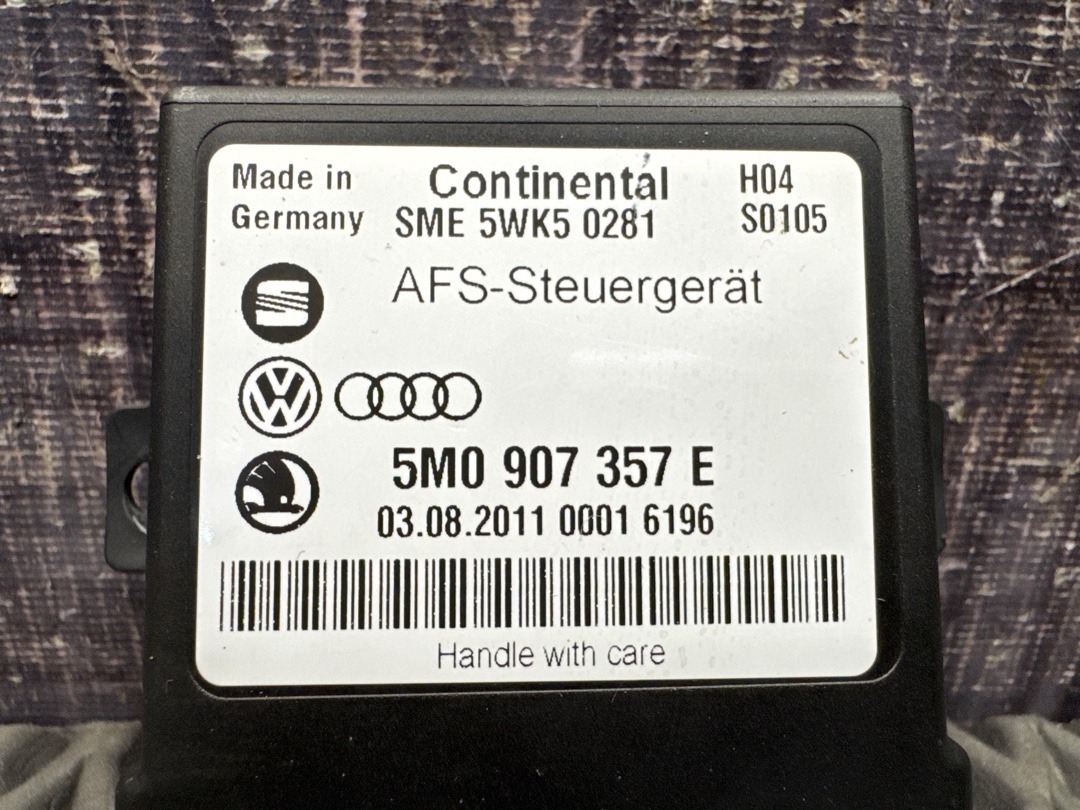 Made in Continental H04
Germany SME 5WK5 0281 S0105
AFS-Steuergerät
5M0 907 357 E
03.08.2011 0001 6196
Handle with care